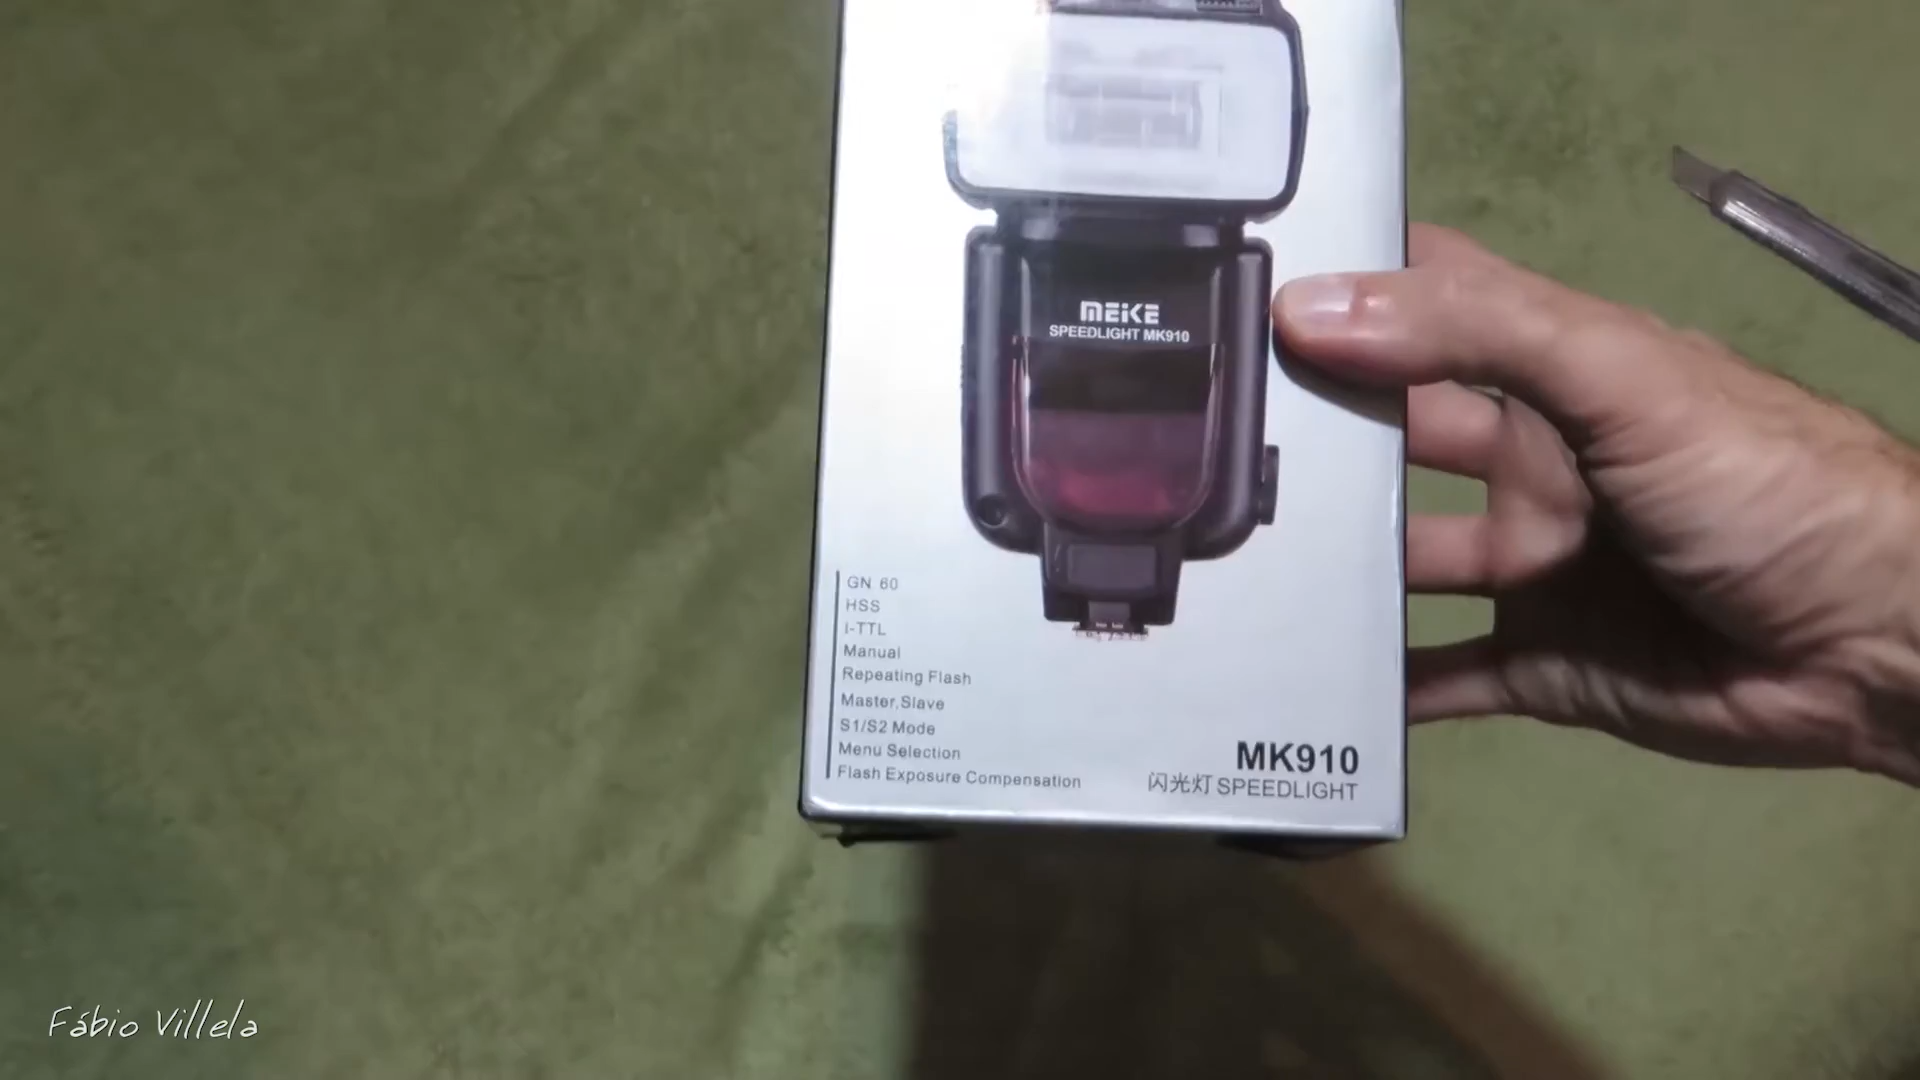 MEIKE
SPEEDLIGHT MK910
GN 60
HSS
I-TTL
Manual
Repeating Flash
Master,Slave
S1/S2 Mode
Menu Selection
Flash Exposure Compensation
MK910
闪光灯 SPEEDLIGHT
Fábio Villela